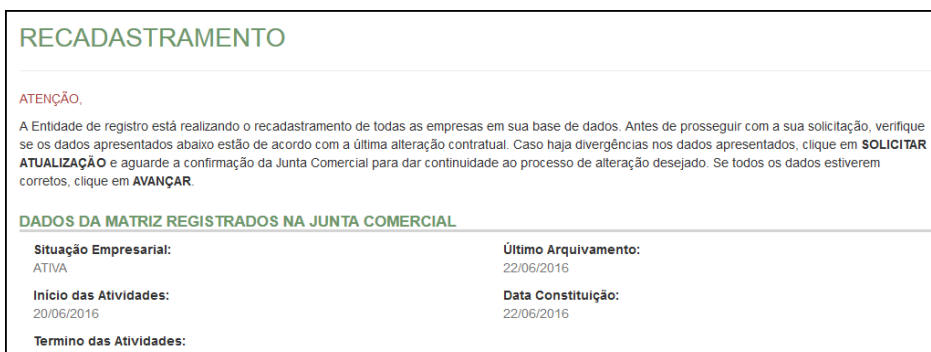 RECADASTRAMENTO
ATENÇÃO,
A Entidade de registro está realizando o recadastramento de todas as empresas em sua base de dados. Antes de prosseguir com a sua solicitação, verifique
se os dados apresentados abaixo estão de acordo com a última alteração contratual. Caso haja divergências nos dados apresentados, clique em SOLICITAR
ATUALIZAÇÃO e aguarde a confirmação da Junta Comercial para dar continuidade ao processo de alteração desejado. Se todos os dados estiverem
corretos, clique em AVANÇAR.
DADOS DA MATRIZ REGISTRADOS NA JUNTA COMERCIAL
Situação Empresarial: Último Arquivamento:
ATIVA 22/06/2016
Início das Atividades: Data Constituição:
20/06/2016 22/06/2016
Termino das Atividades: